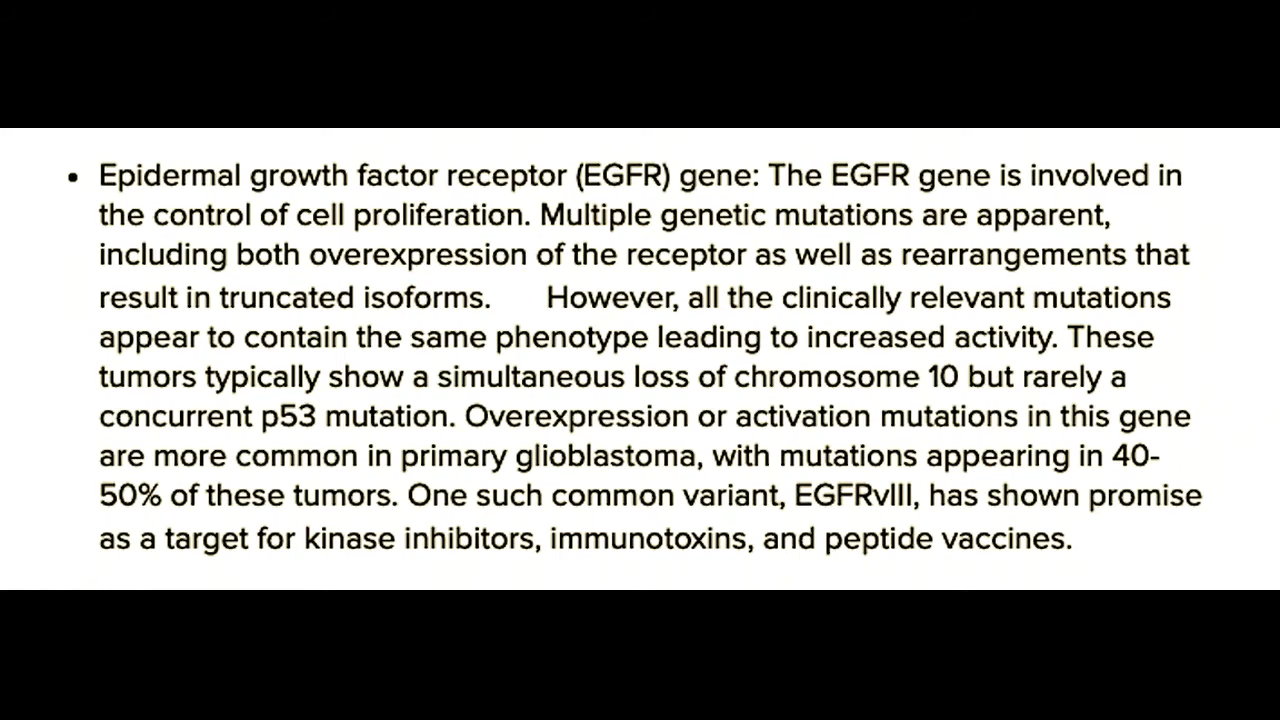 • Epidermal growth factor receptor (EGFR) gene: The EGFR gene is involved in
the control of cell proliferation. Multiple genetic mutations are apparent,
including both overexpression of the receptor as well as rearrangements that
result in truncated isoforms. However, all the clinically relevant mutations
appear to contain the same phenotype leading to increased activity. These
tumors typically show a simultaneous loss of chromosome 10 but rarely a
concurrent p53 mutation. Overexpression or activation mutations in this gene
are more common in primary glioblastoma, with mutations appearing in 40-
50% of these tumors. One such common variant, EGFRvIII, has shown promise
as a target for kinase inhibitors, immunotoxins, and peptide vaccines.